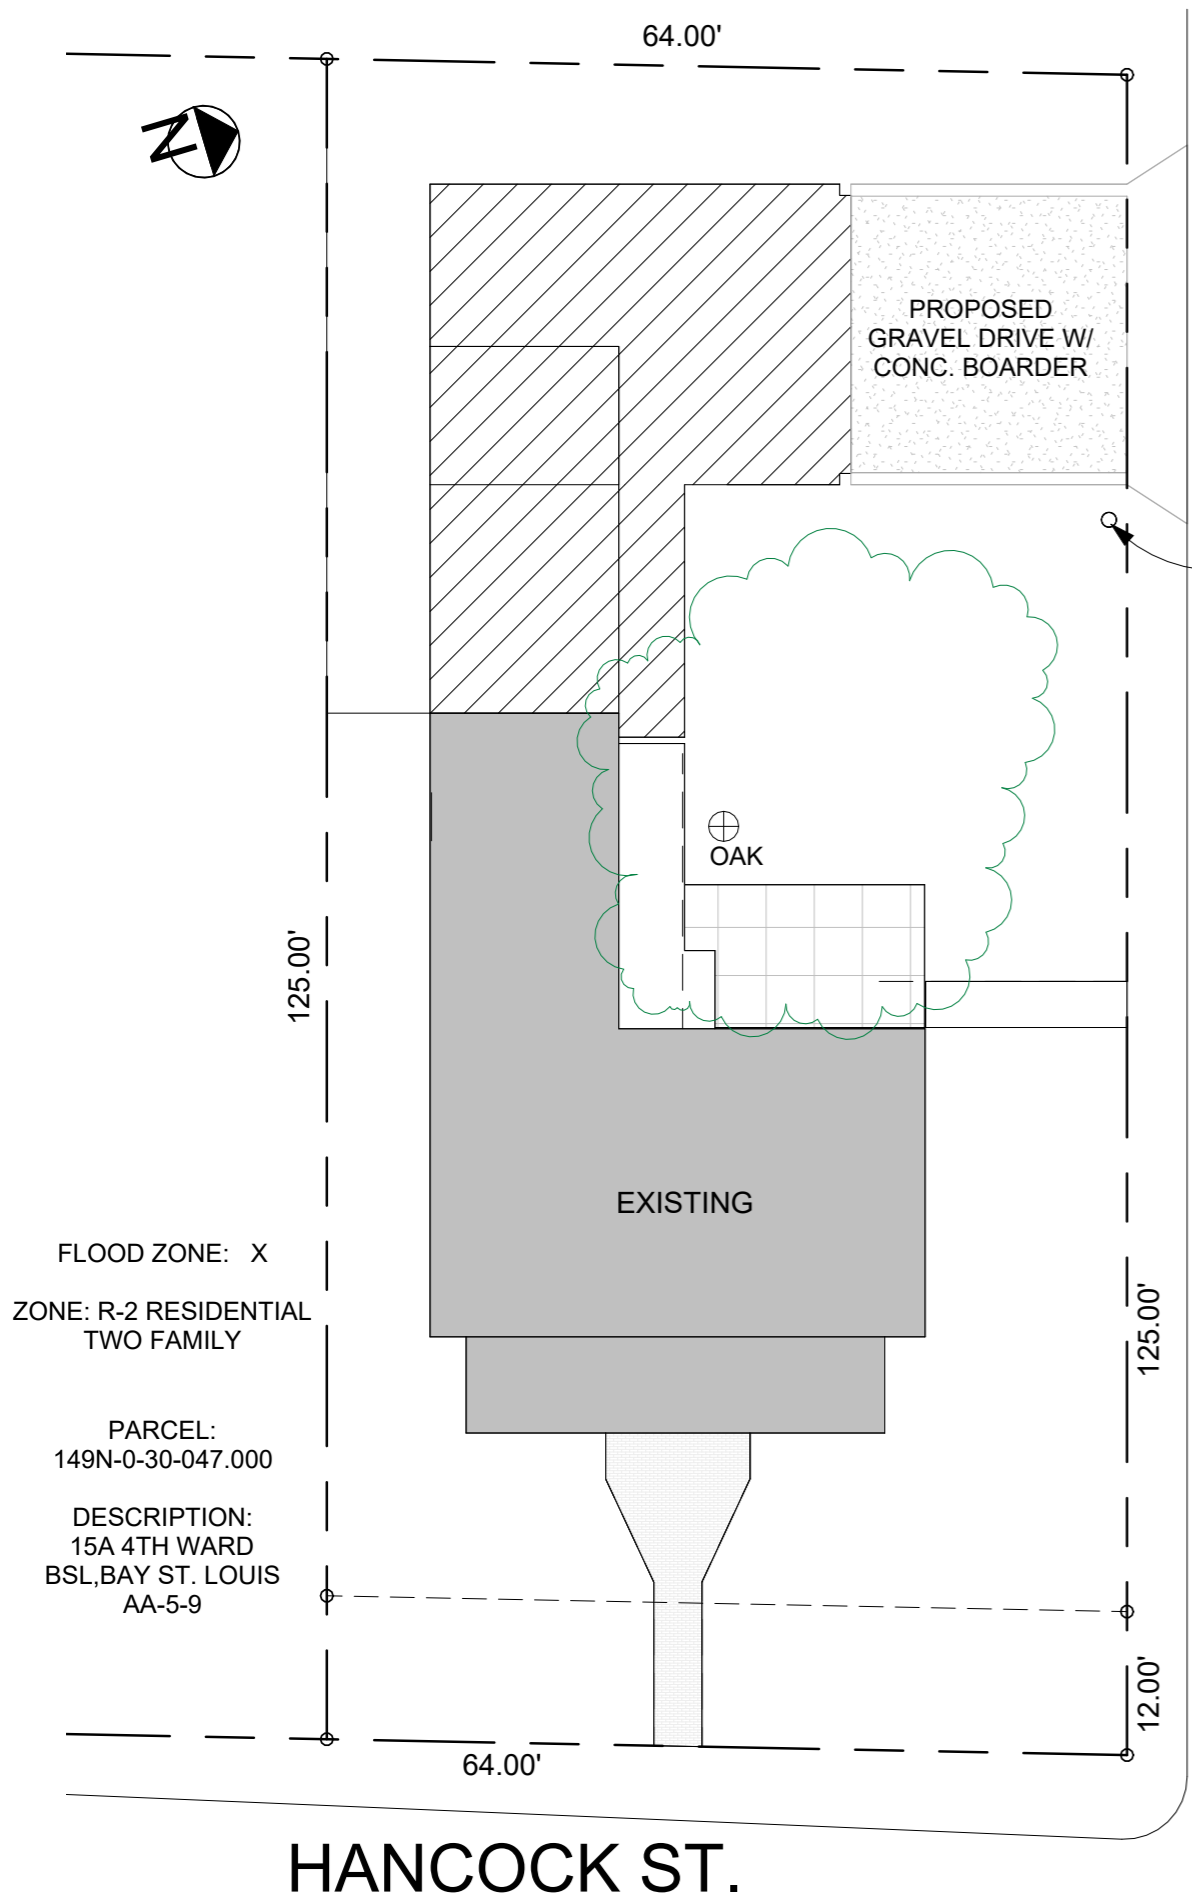 64.00'
N
PROPOSED
GRAVEL DRIVE W/
CONC. BOARDER
OAK
125.00'
EXISTING
FLOOD ZONE: X
ZONE: R-2 RESIDENTIAL
TWO FAMILY
125.00'
PARCEL:
149N-0-30-047.000
DESCRIPTION:
15A 4TH WARD
BSL,BAY ST. LOUIS
AA-5-9
12.00'
64.00'
HANCOCK ST.